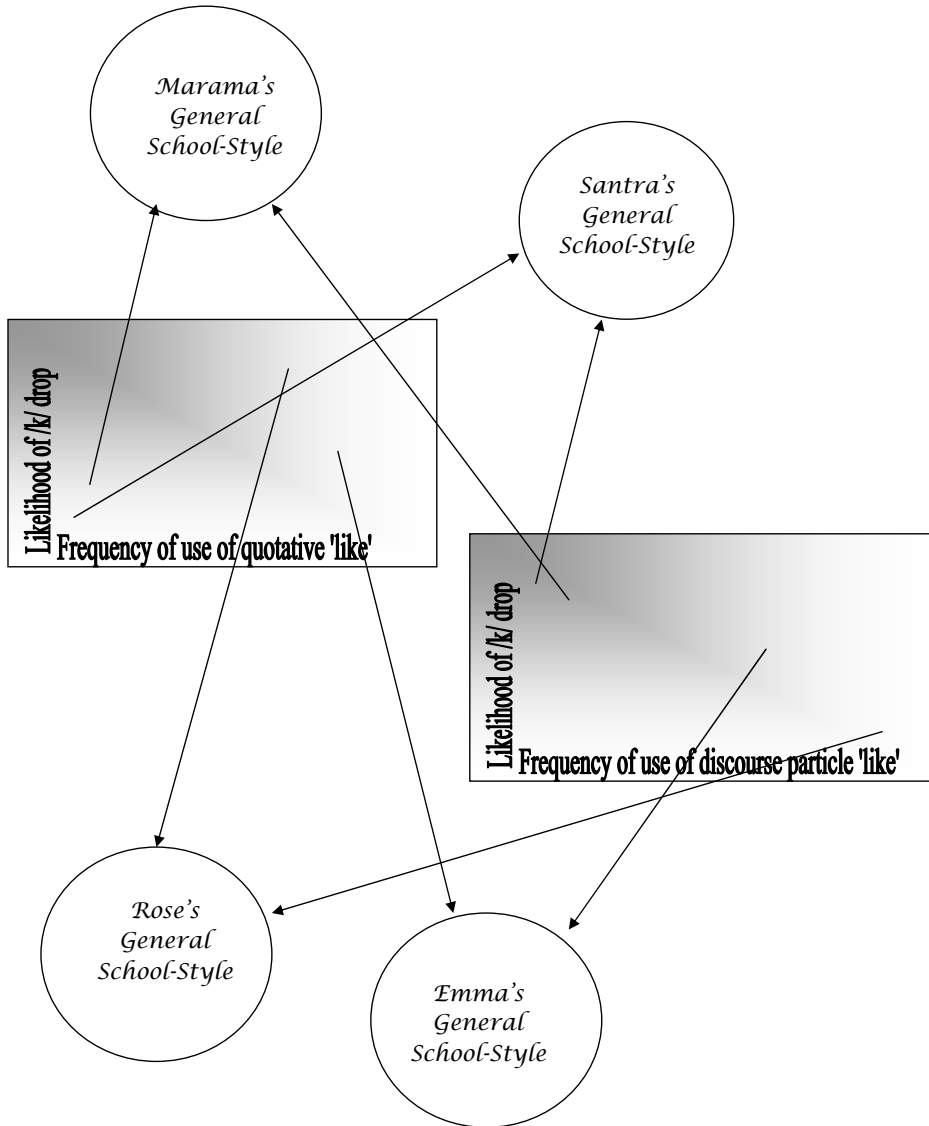 Marama’s
General
School-Style
Santra’s
General
School-Style
Likelihood of /k/ drop
Frequency of use of quotative 'like'
Likelihood of /k/ drop
Frequency of use of discourse particle 'like'
Rose’s
General
School-Style
Emma’s
General
School-Style